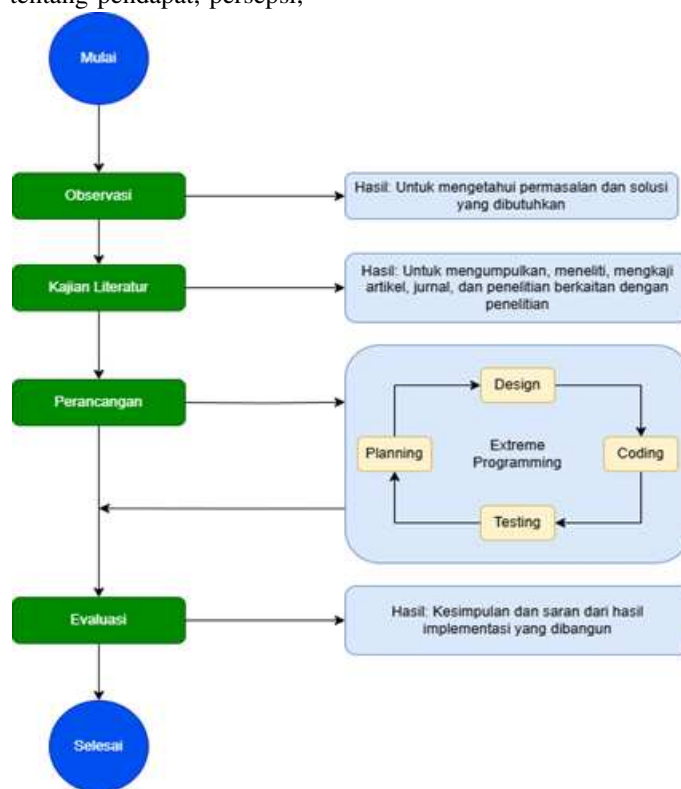 tentang pendapat, persepsi,
Mulai
Observasi
Hasil: Untuk mengetahui permasalan dan solusi
yang dibutuhkan
Kajian Literatur
Hasil: Untuk mengumpulkan, meneliti, mengkaji
artikel, jurnal, dan penelitian berkaitan dengan
penelitian
Perancangan
Design
Planning
Extreme
Programming
Coding
Testing
Evaluasi
Hasil: Kesimpulan dan saran dari hasil
implementasi yang dibangun
Selesai